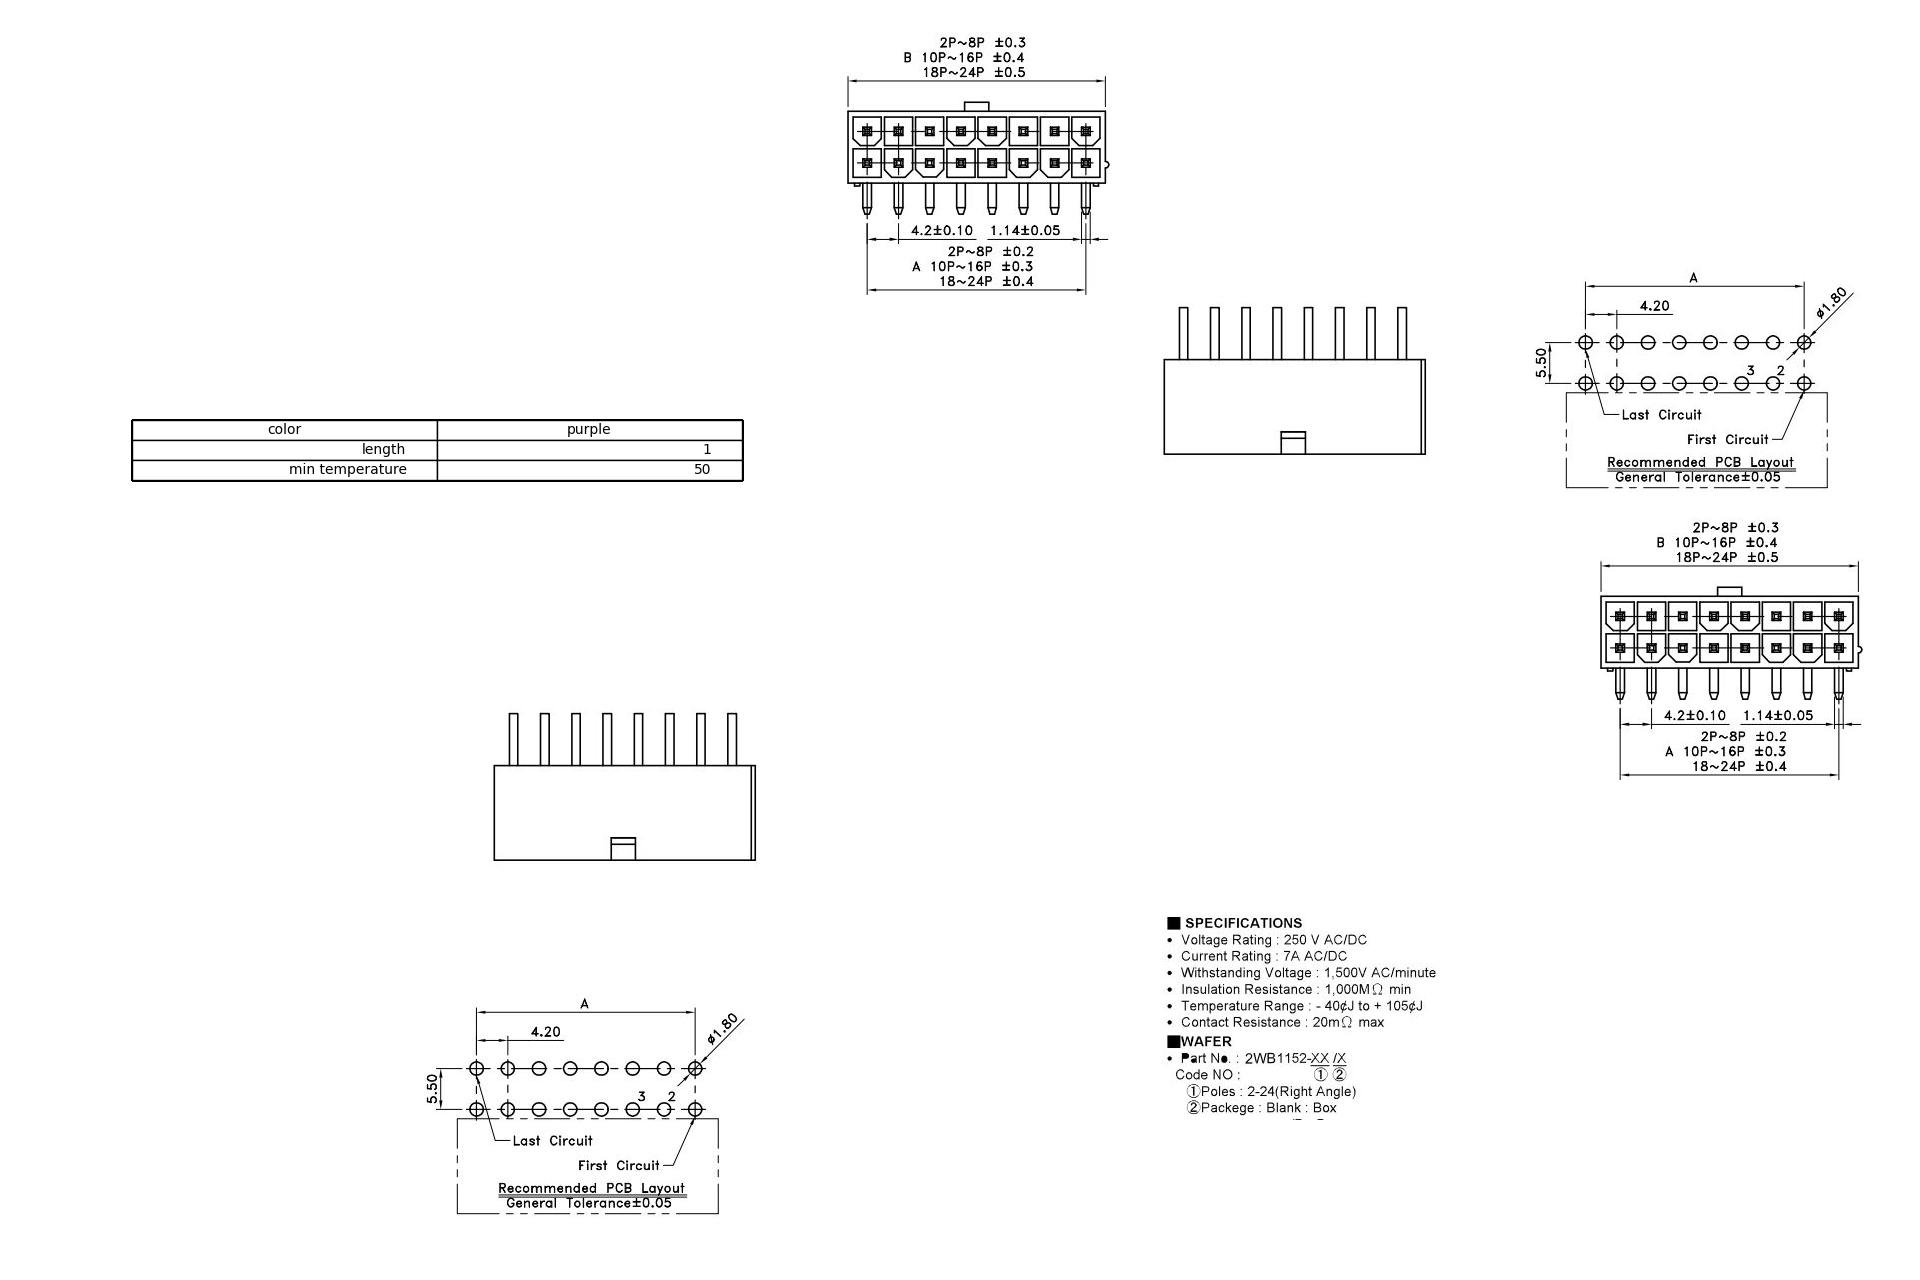 2P~8P ±0.3
B 10P~16P ±0.4
18P~24P ±0.5
4.2±0.10 1.14±0.05
2P~8P ±0.2
A 10P~16P ±0.3
18~24P ±0.4
A
4.20
ø1.80
5.50
3 2
Last Circuit
First Circuit
Recommended PCB Layout
General Tolerance±0.05
color purple
length 1
min temperature 50
2P~8P ±0.3
B 10P~16P ±0.4
18P~24P ±0.5
4.2±0.10 1.14±0.05
2P~8P ±0.2
A 10P~16P ±0.3
18~24P ±0.4
■ SPECIFICATIONS
• Voltage Rating : 250 V AC/DC
• Current Rating : 7A AC/DC
• Withstanding Voltage : 1,500V AC/minute
• Insulation Resistance : 1,000MΩ min
• Temperature Range : - 40¢J to + 105¢J
• Contact Resistance : 20mΩ max
■WAFER
• Part No. : 2WB1152-XX /X
Code NO : ① ②
①Poles : 2-24(Right Angle)
②Packege : Blank : Box
A
4.20
ø1.80
5.50
3 2
Last Circuit
First Circuit
Recommended PCB Layout
General Tolerance±0.05